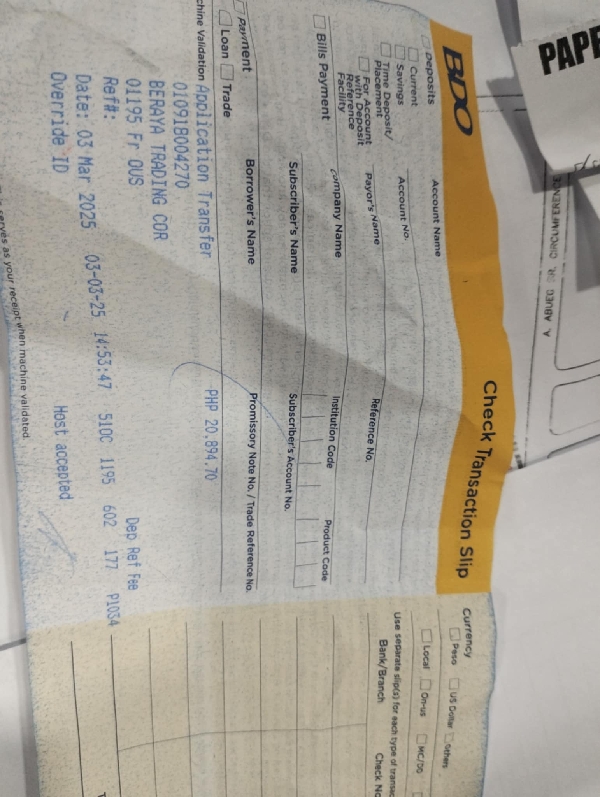 BDO
Check Transaction Slip
Deposits
Account Name
Current
Savings
Account No.
Time Deposit/
Placement
Payor's Name
Reference No.
For Account
with Deposit
Reference
Facility
Bills Payment
Company Name
Institution Code
Product Code
Subscriber's Name
Subscriber's Account No.
Payment
Loan
Trade
Borrower's Name
Promissory Note No. / Trade Reference No.
Machine Validation
Application Transfer
PHP 20,894.70
01091B004270
BERAYA TRADING COR
01195 Fr OUS
Dep Ref Fee
Ref#:
03-03-25 14:53:47 510C 1195 602 177 P1034
Date: 03 Mar 2025
Override ID
Host accepted
serves as your receipt when machine validated.
Currency
Peso
US Dollar
Others
Use separate slip(s) for each type of
Local
On-us
MC/DD
Bank/Branch
Check
PAPE
CIRCUMFERENCE